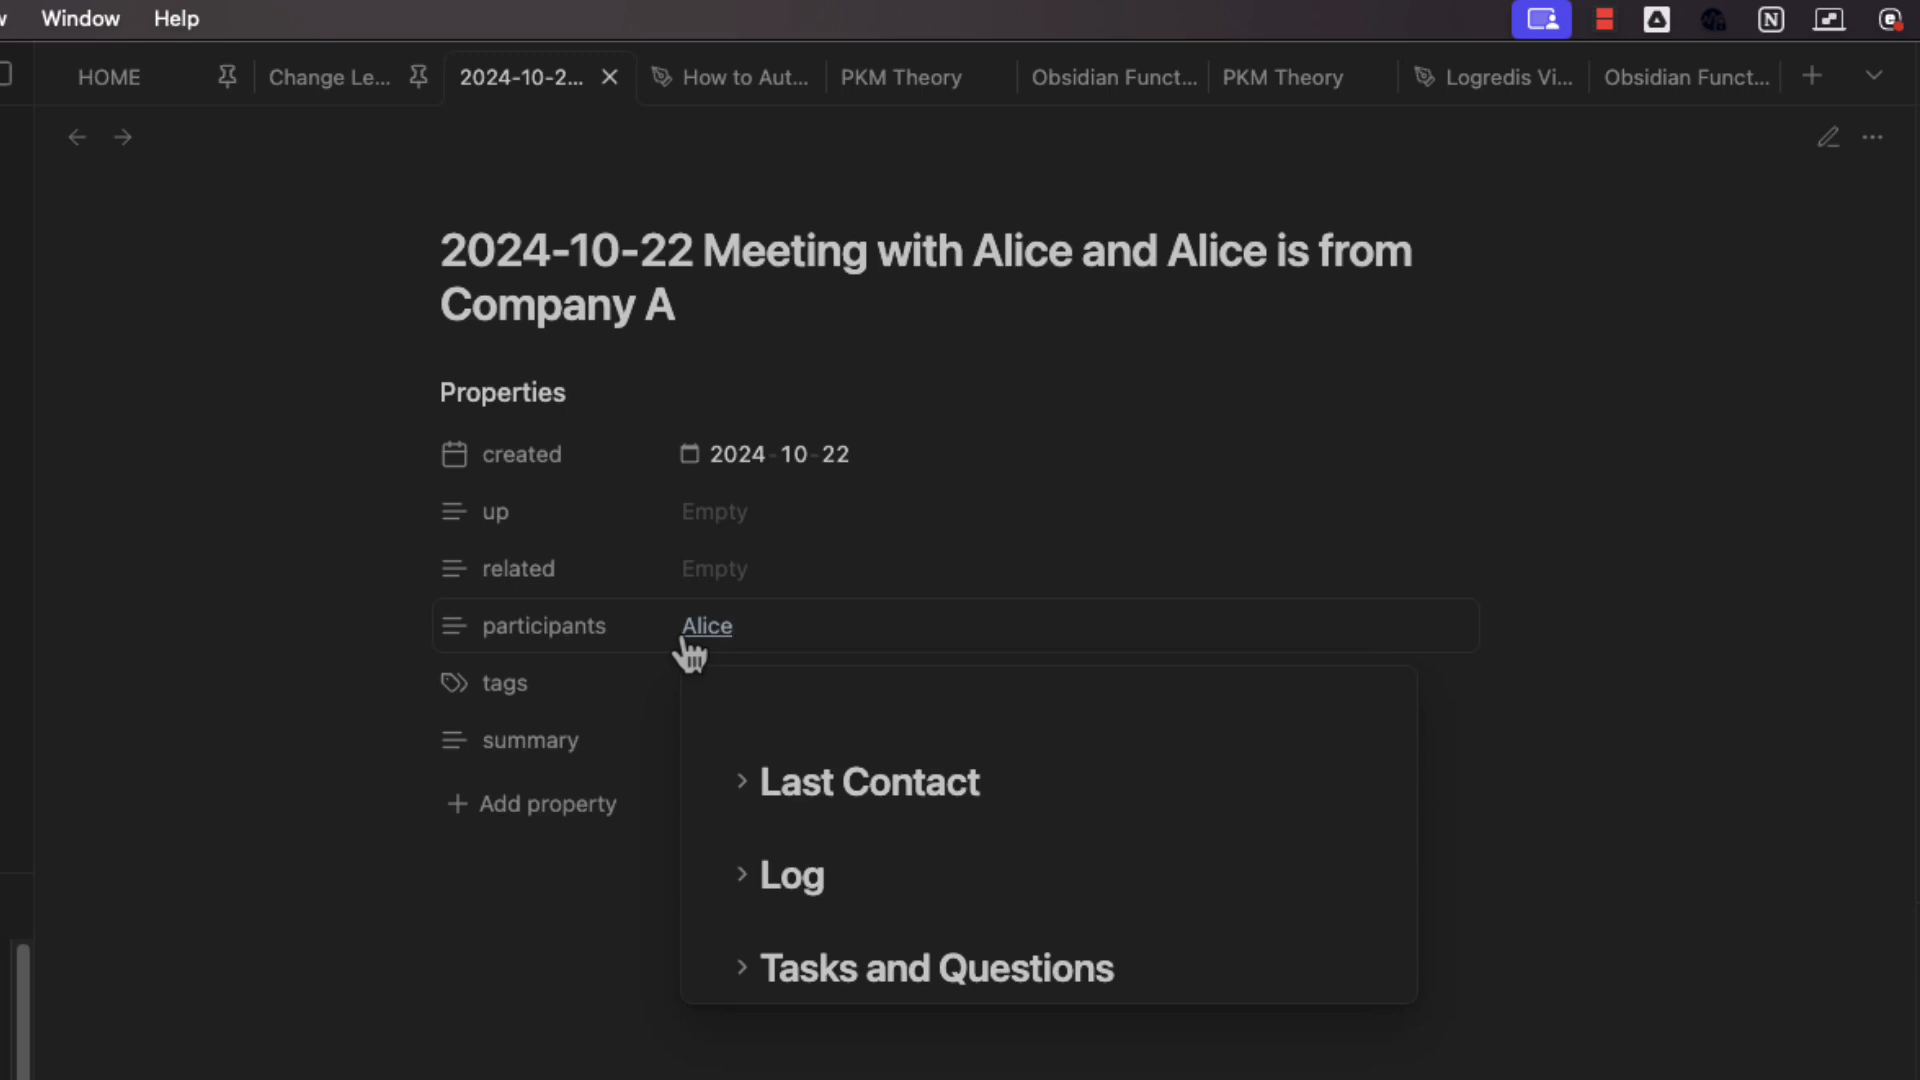 Window Help
HOME Change Le... 2024-10-2... How to Aut... PKM Theory Obsidian Funct... PKM Theory Logredis Vi... Obsidian Funct...
2024-10-22 Meeting with Alice and Alice is from
Company A
Properties
created 2024-10-22
up Empty
related Empty
participants Alice
tags
summary
Add property
Last Contact
Log
Tasks and Questions